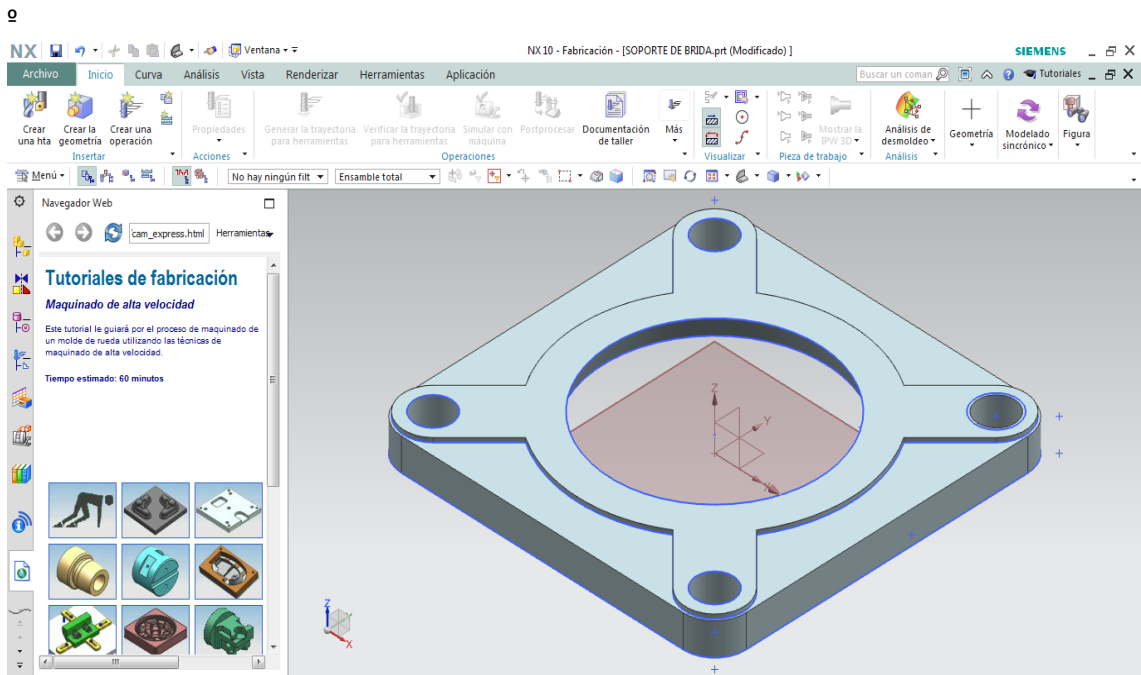 º
NX Ventana NX 10 - Fabricación - [SOPORTE DE BRIDA.prt (Modificado) ] SIEMENS
Archivo Inicio Curva Análisis Vista Renderizar Herramientas Aplicación Buscar un coman Tutoriales
Crear una hta
Crear la geometría
Crear una operación
Insertar
Propiedades
Acciones
Generar la trayectoria para herramientas
Verificar la trayectoria para herramientas
Simular con máquina
Postprocesar
Documentación de taller
Más
Operaciones
Visualizar
Mostrar la IPW 3D
Pieza de trabajo
Análisis de desmoldeo
Análisis
Geometría
Modelado sincrónico
Figura
Menú No hay ningún filt Ensamble total
Navegador Web
cam_express.html Herramientas
Tutoriales de fabricación
Maquinado de alta velocidad
Este tutorial le guiará por el proceso de maquinado de
un molde de rueda utilizando las técnicas de
maquinado de alta velocidad.
Tiempo estimado: 60 minutos
Z
Y
X
Z
Y
X